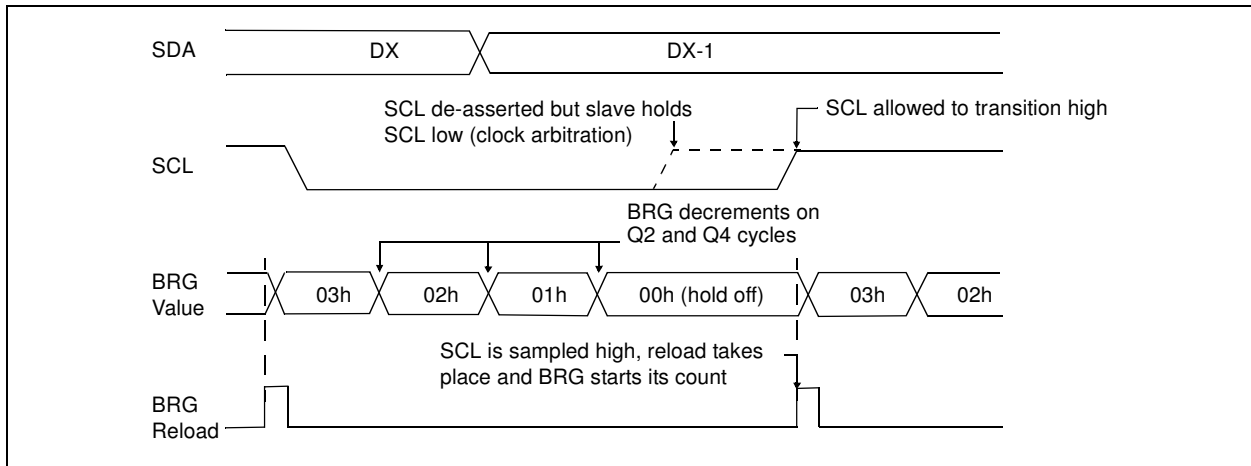 SDA
DX
DX-1
SCL de-asserted but slave holds
SCL low (clock arbitration)
SCL allowed to transition high
SCL
BRG decrements on
Q2 and Q4 cycles
BRG
Value
03h
02h
01h
00h (hold off)
03h
02h
SCL is sampled high, reload takes
place and BRG starts its count
BRG
Reload